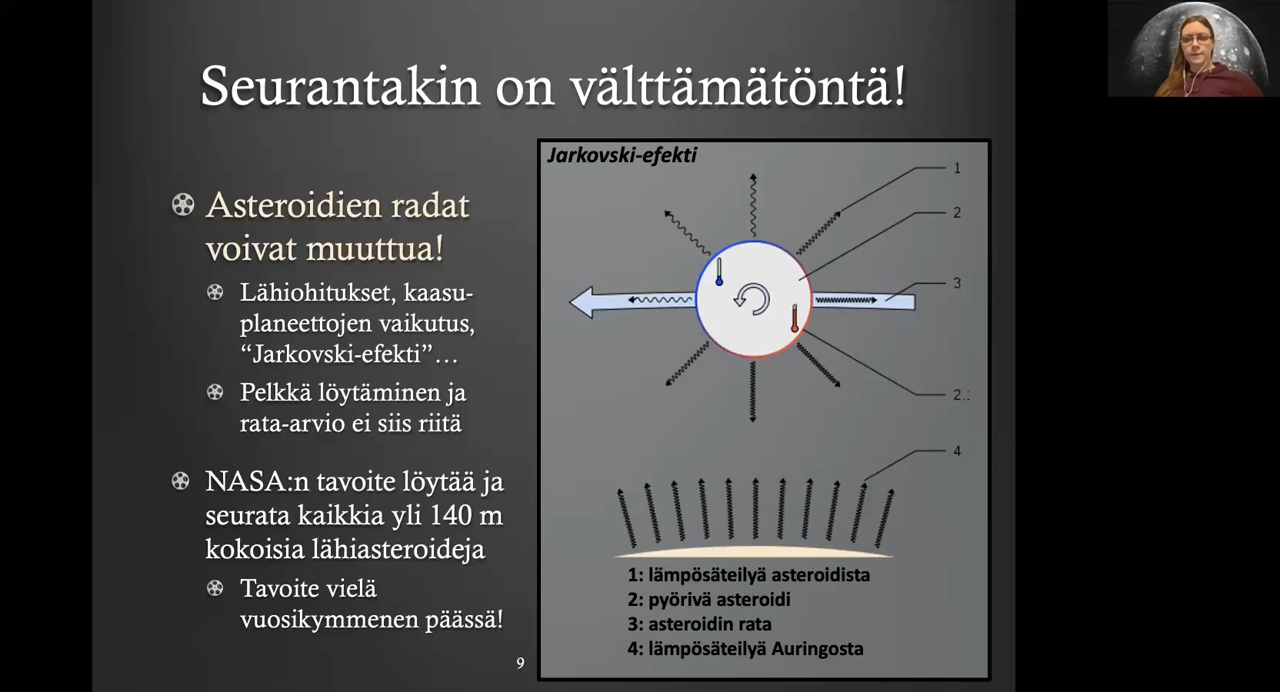 Seurantakin on välttämätöntä!
Asteroidien radat
voivat muuttua!
Lähiohitukset, kaasu-
planeettojen vaikutus,
“Jarkovski-efekti”…
Pelkkä löytäminen ja
rata-arvio ei siis riitä
NASA:n tavoite löytää ja
seurata kaikkia yli 140 m
kokoisia lähiasteroideja
Tavoite vielä
vuosikymmenen päässä!
9
Jarkovski-efekti
1
2
3
2.
4
1: lämpösäteilyä asteroidista
2: pyörivä asteroidi
3: asteroidin rata
4: lämpösäteilyä Auringosta